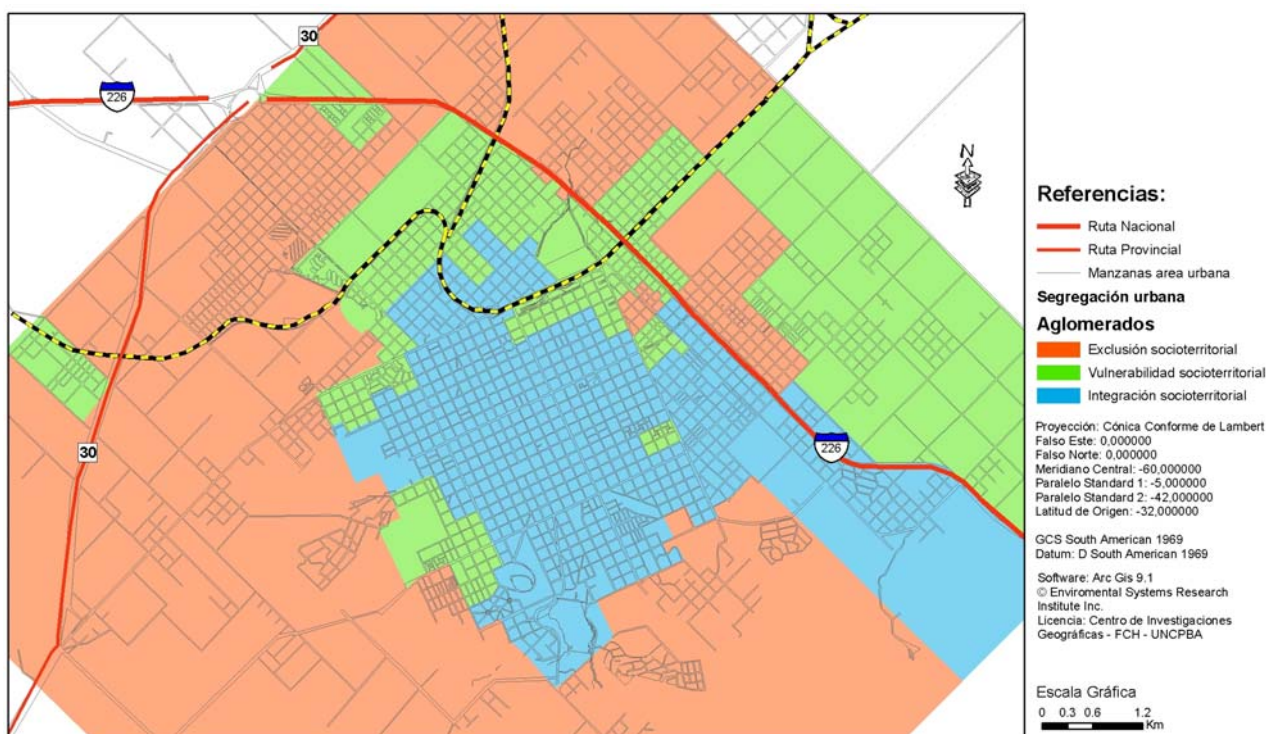 30
226
N
30
226
Referencias:
Ruta Nacional
Ruta Provincial
Manzanas area urbana
Segregación urbana
Aglomerados
Exclusión socioterritorial
Vulnerabilidad socioterritorial
Integración socioterritorial
Proyección: Cónica Conforme de Lambert
Falso Este: 0,000000
Falso Norte: 0,000000
Meridiano Central: -60,000000
Paralelo Standard 1: -5,000000
Paralelo Standard 2: -42,000000
Latitud de Origen: -32,000000
GCS South American 1969
Datum: D South American 1969
Software: Arc Gis 9.1
© Enviromental Systems Research
Institute Inc.
Licencia: Centro de Investigaciones
Geográficas - FCH - UNCPBA
Escala Gráfica
0 0.3 0.6 1.2
Km